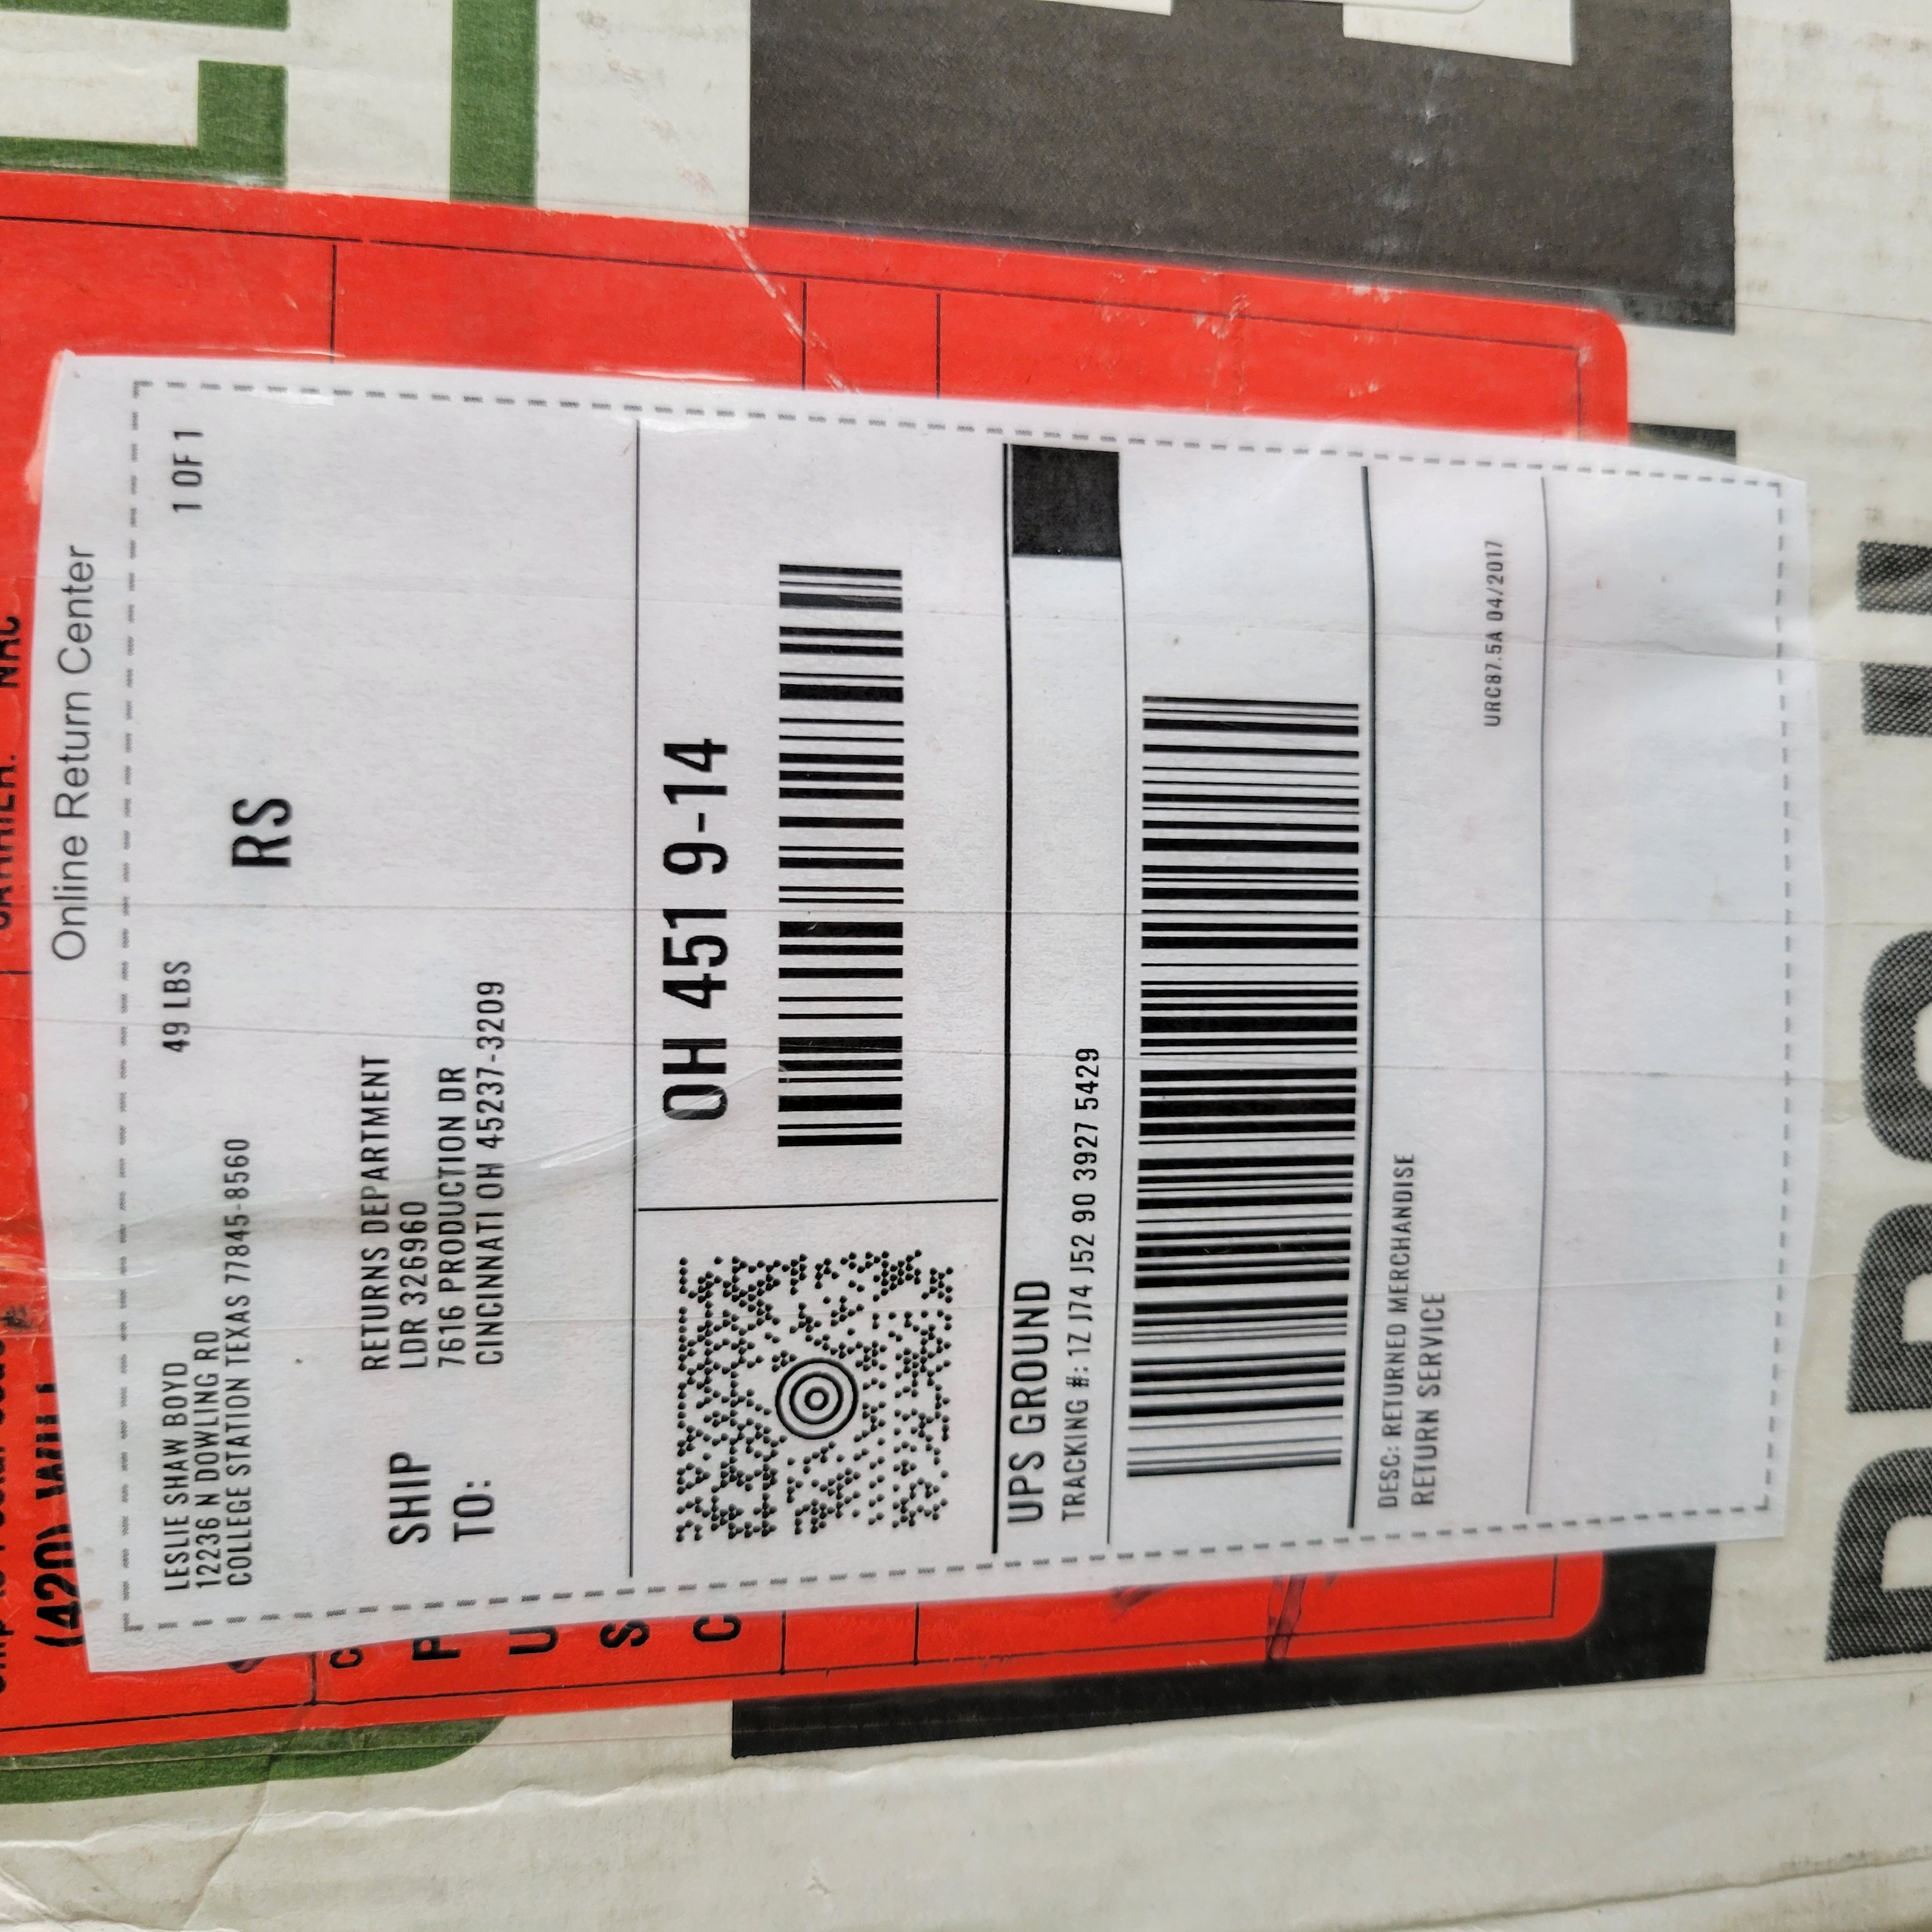 Online Return Center
LESLIE SHAW BOYD
12236 N DOWLING RD
COLLEGE STATION TEXAS 77845-8560
49 LBS
1 OF 1
RS
SHIP
TO:
RETURNS DEPARTMENT
LDR 326960
7616 PRODUCTION DR
CINCINNATI OH 45237-3209
OH 451 9-14
UPS GROUND
TRACKING #: 1Z J74 J52 90 3927 5429
DESC: RETURNED MERCHANDISE
RETURN SERVICE
URC87.5A 04/2017
(420)